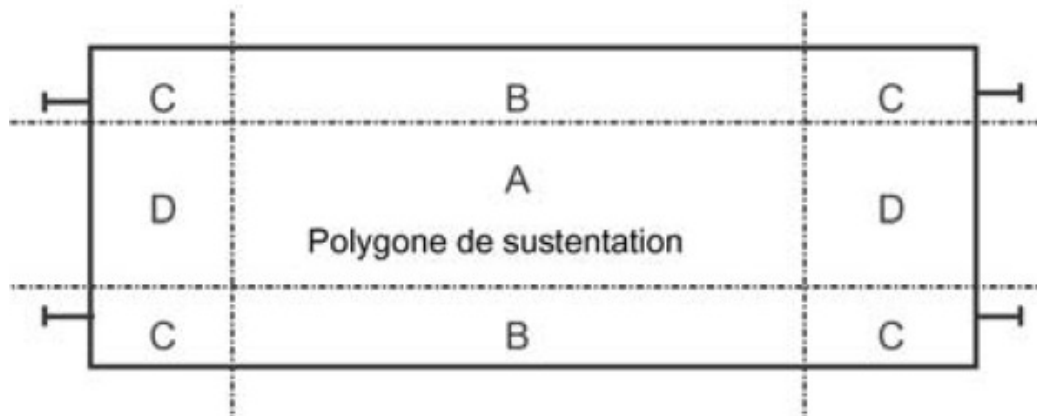 C B C
A
D D
Polygone de sustentation
C B C